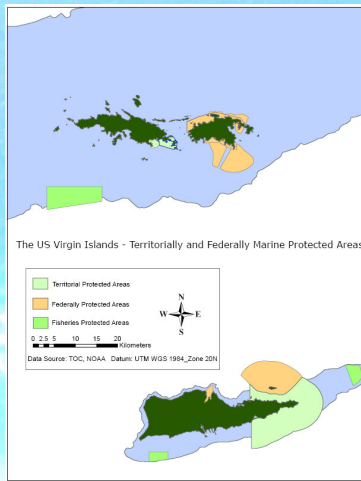 The US Virgin Islands - Territorially and Federally Marine Protected Areas
Territorial Protected Areas
Federally Protected Areas
Fisheries Protected Areas
N
W E
S
0 2.5 5 10 15 20
Kilometers
Data Source: TOC, NOAA Datum: UTM WGS 1984_Zone 20N